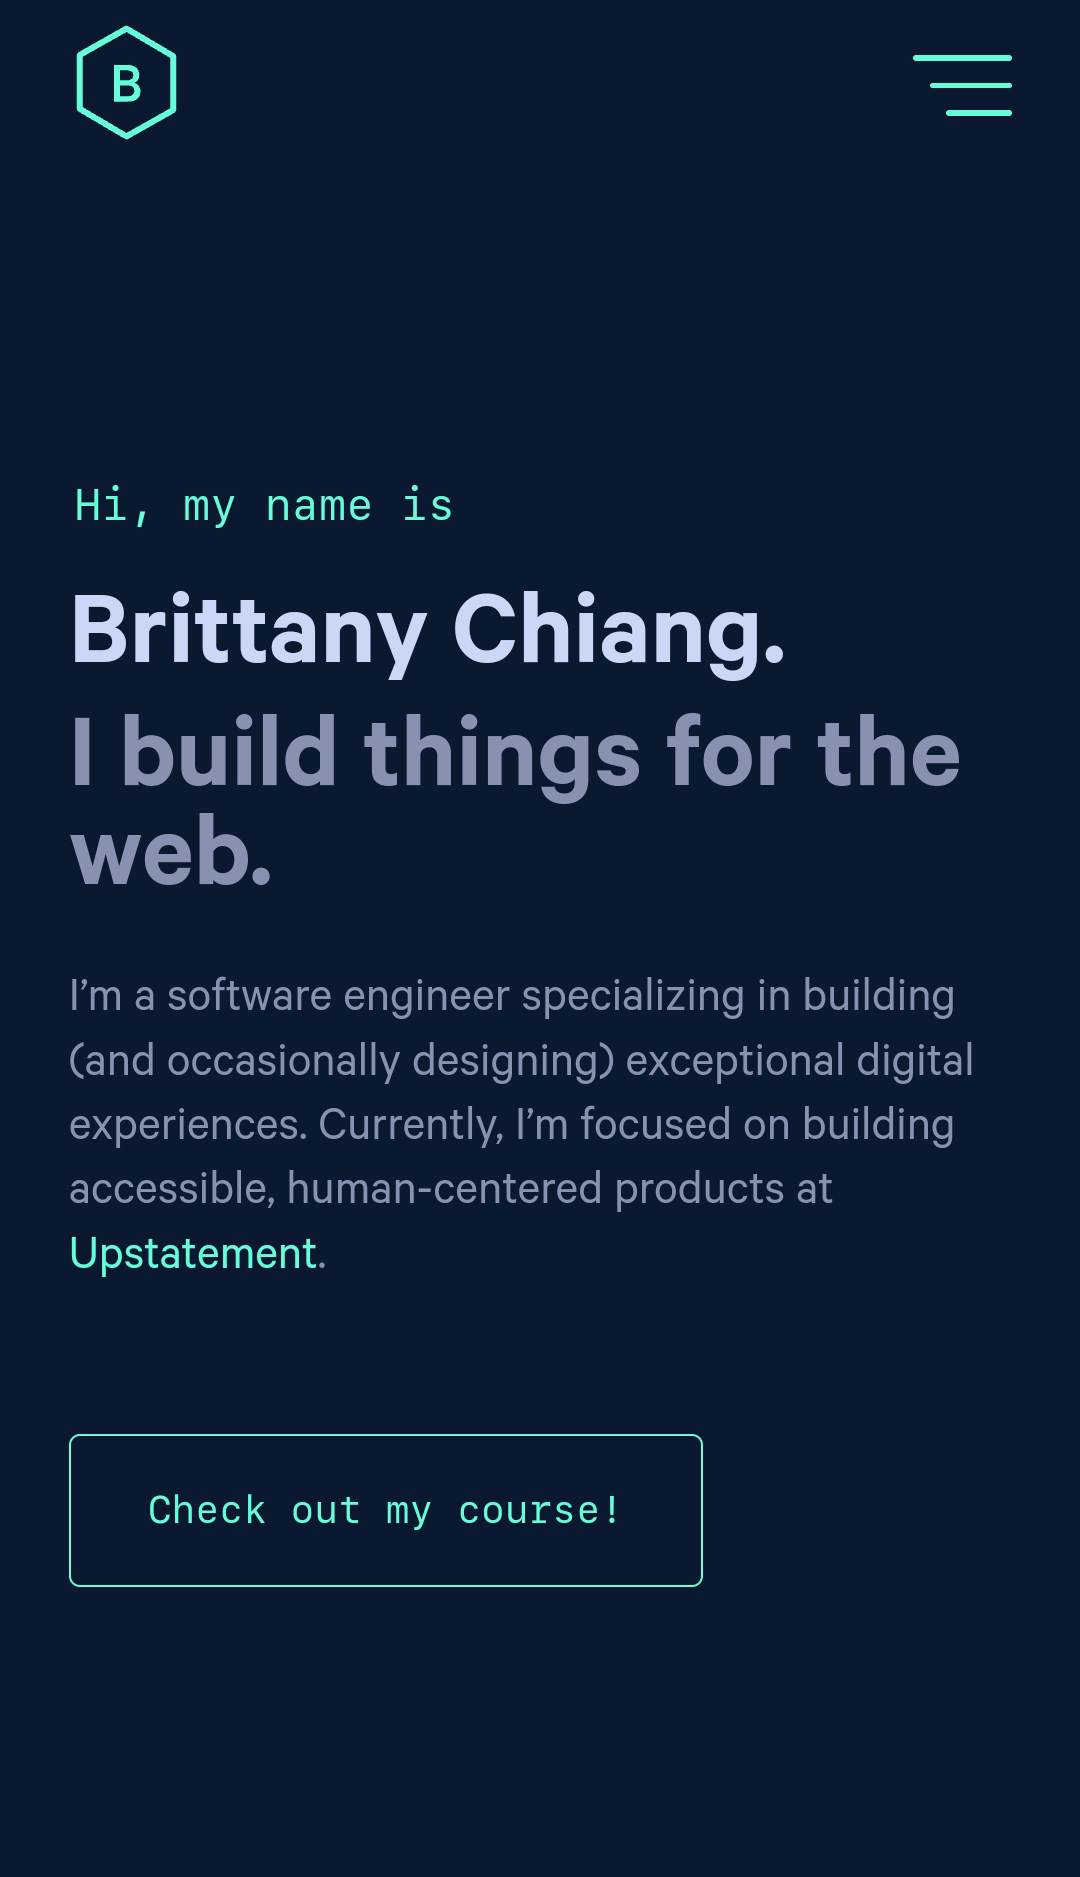 B
Hi, my name is
Brittany Chiang.
I build things for the
web.
I’m a software engineer specializing in building
(and occasionally designing) exceptional digital
experiences. Currently, I’m focused on building
accessible, human-centered products at
Upstatement.
Check out my course!